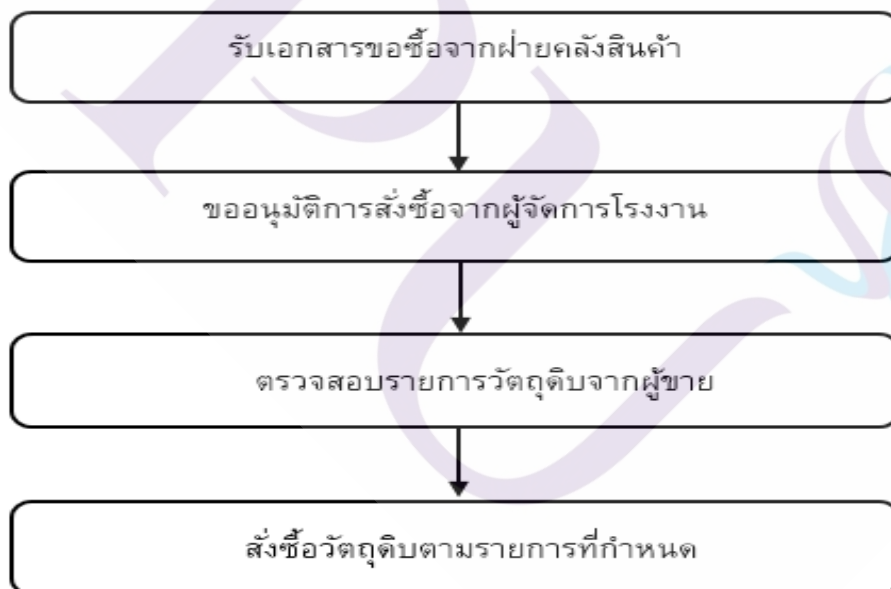 รับเอกสารขอซื้อจากฝ่ายคลังสินค้า
ขออนุมัติการสั่งซื้อจากผู้จัดการโรงงาน
ตรวจสอบรายการวัตถุดิบจากผู้ขาย
สั่งซื้อวัตถุดิบตามรายการที่กำหนด